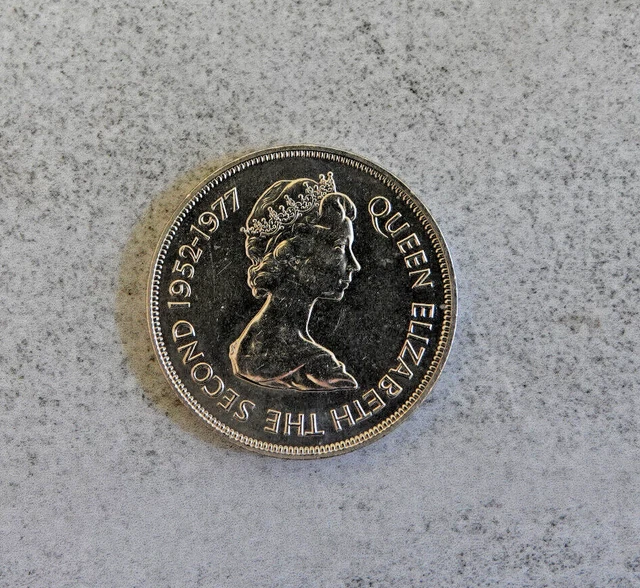 QUEEN ELIZABETH THE SECOND 1952-1977